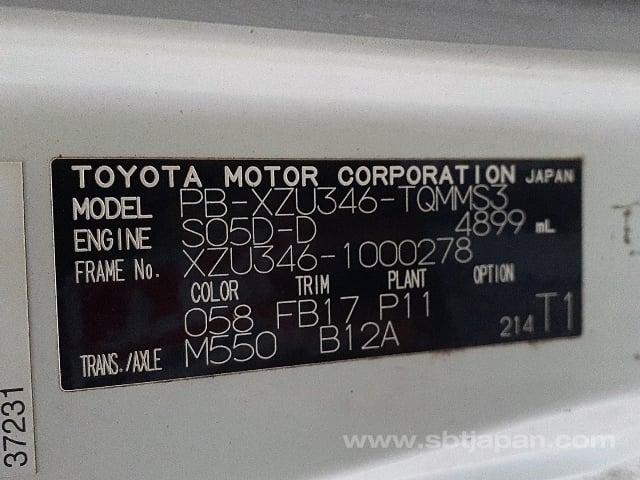 TOYOTA MOTOR CORPORATION JAPAN
MODEL PB-XZU346-TQMMS3
ENGINE S05D-D 4899 mL
FRAME No. XZU346-1000278
COLOR TRIM PLANT OPTION
058 FB17 P11 214 T1
TRANS./AXLE M550 B12A
37231
www.sbtjapan.com